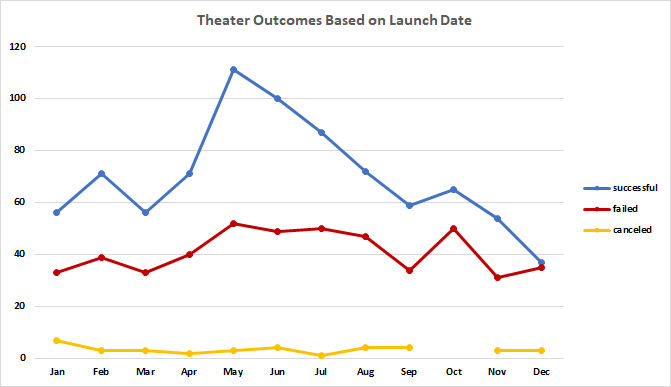 Theater Outcomes Based on Launch Date
120
100
80
60
40
20
0
Jan Feb Mar Apr May Jun Jul Aug Sep Oct Nov Dec
successful
failed
canceled